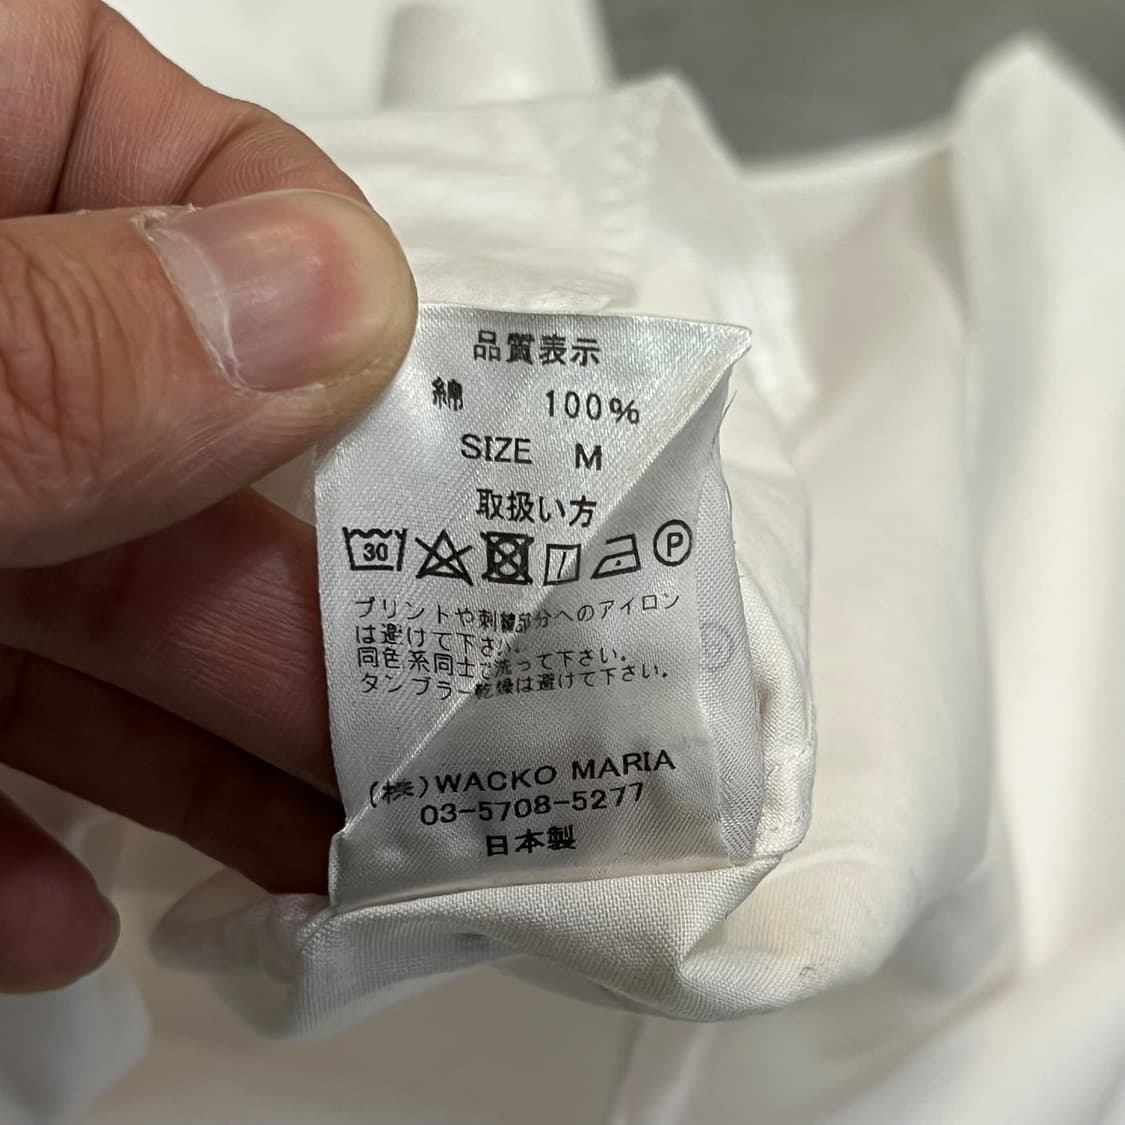 品質表示
綿 100%
SIZE M
取扱い方
30 P
プリントや刺繍部分へのアイロン
は避けて下さい。
同色系同士で洗って下さい。
タンブラー乾燥は避けて下さい。
(株)WACKO MARIA
03-5708-5277
日本製